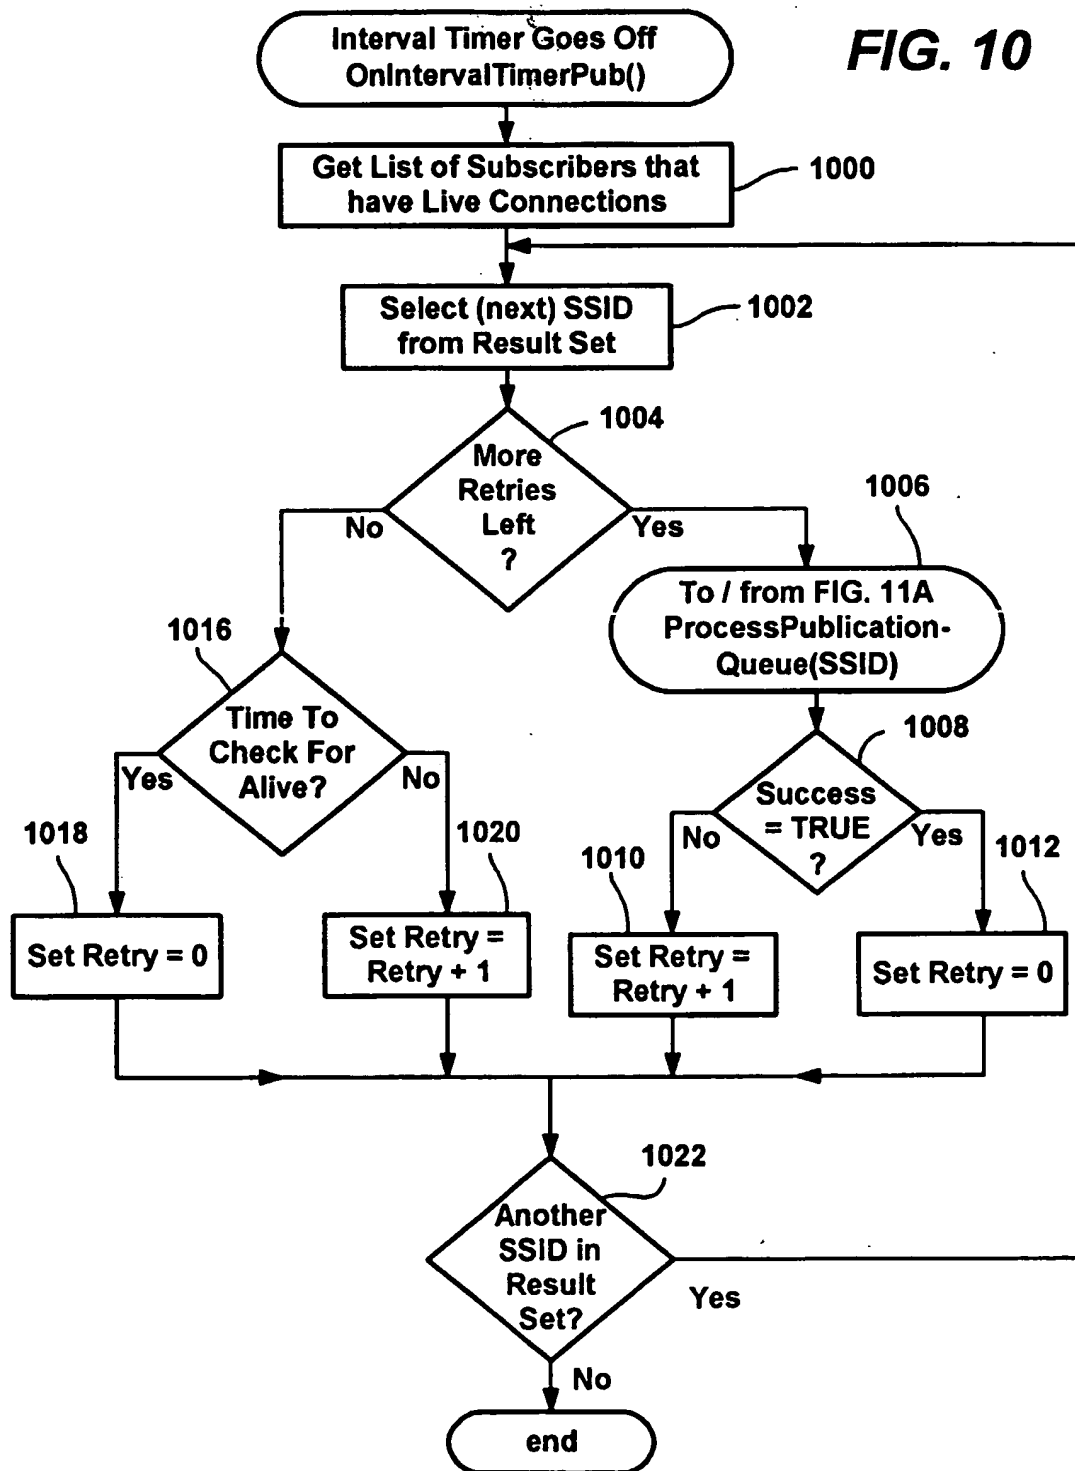 Interval Timer Goes Off
OnIntervalTimerPub()
FIG. 10
Get List of Subscribers that
have Live Connections
1000
Select (next) SSID
from Result Set
1002
1004
More
Retries
Left
?
No
Yes
1006
To / from FIG. 11A
ProcessPublication-
Queue(SSID)
1016
Time To
Check For
Alive?
Yes
No
1008
Success
= TRUE
?
No
Yes
1018
Set Retry = 0
1020
Set Retry =
Retry + 1
1010
Set Retry =
Retry + 1
1012
Set Retry = 0
1022
Another
SSID in
Result
Set?
Yes
No
end